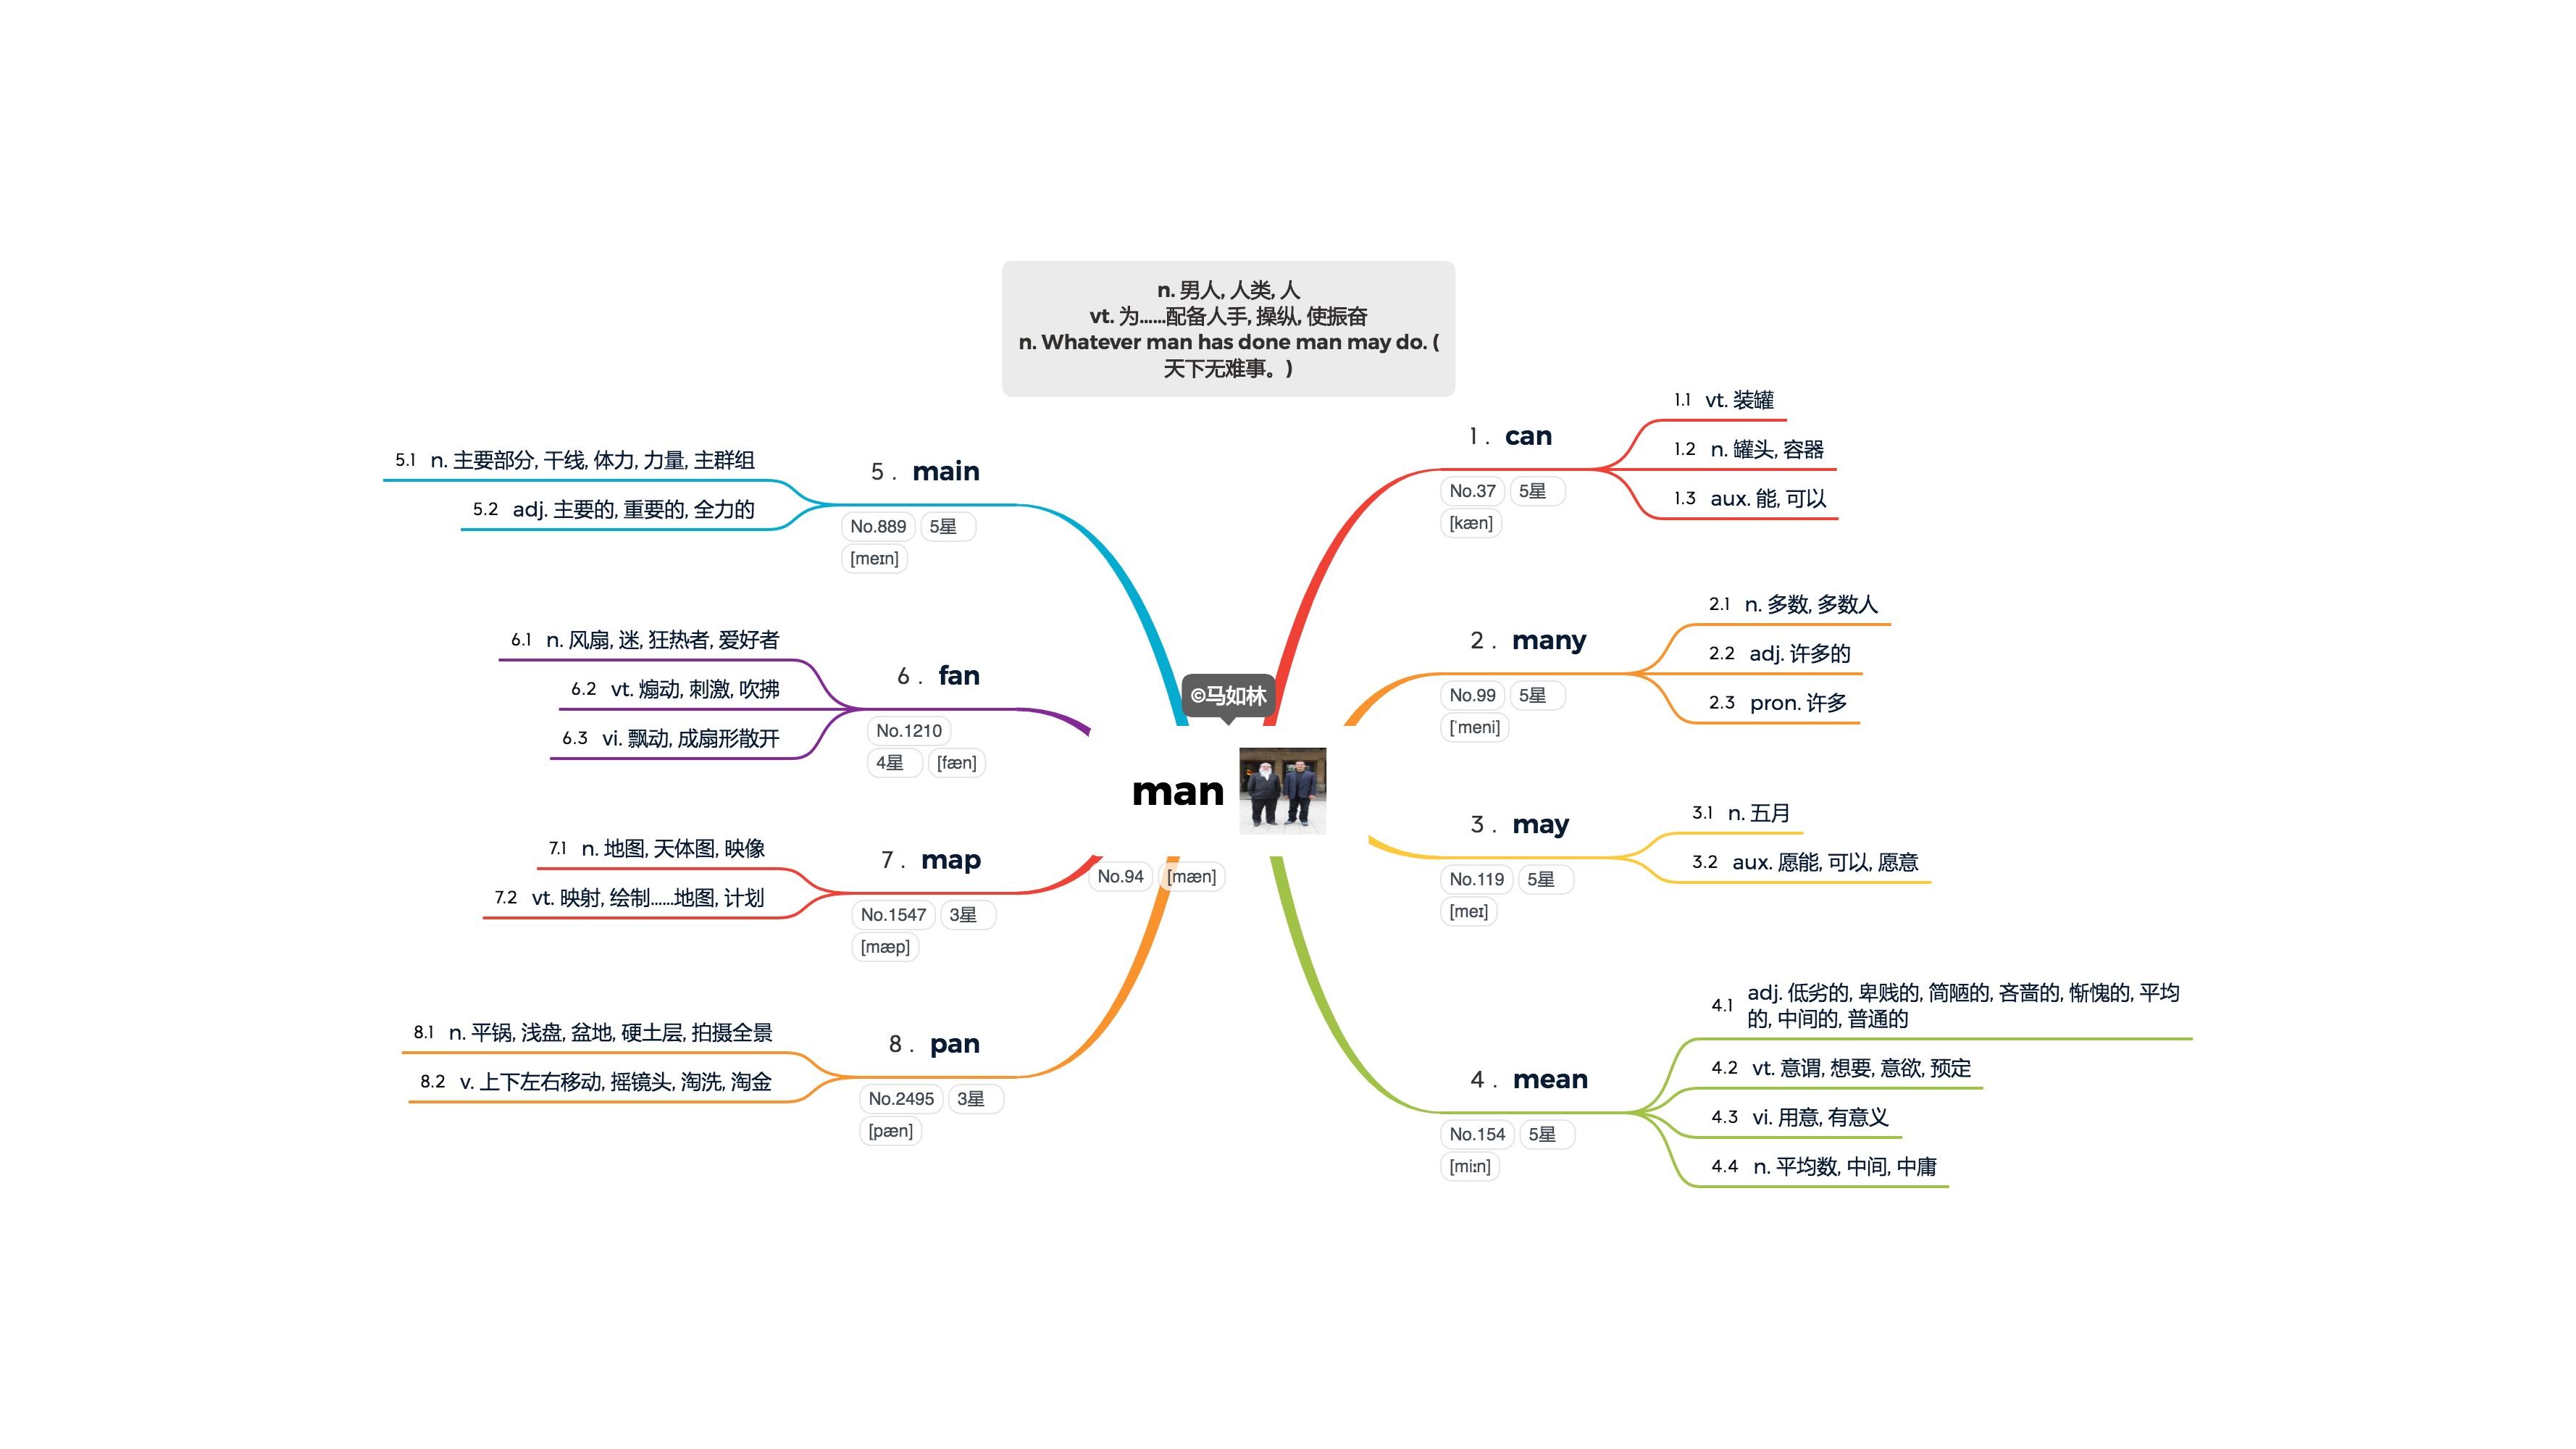 n. 男人, 人类, 人
vt. 为……配备人手, 操纵, 使振奋
n. Whatever man has done man may do. (
天下无难事。)
©马如林
man
No.94 [mæn]
1. can
No.37 5星
[kæn]
1.1 vt. 装罐
1.2 n. 罐头, 容器
1.3 aux. 能, 可以
2. many
No.99 5星
[ˈmeni]
2.1 n. 多数, 多数人
2.2 adj. 许多的
2.3 pron. 许多
3. may
No.119 5星
[meɪ]
3.1 n. 五月
3.2 aux. 愿能, 可以, 愿意
4. mean
No.154 5星
[miːn]
4.1 adj. 低劣的, 卑贱的, 简陋的, 吝啬的, 惭愧的, 平均
的, 中间的, 普通的
4.2 vt. 意谓, 想要, 意欲, 预定
4.3 vi. 用意, 有意义
4.4 n. 平均数, 中间, 中庸
5. main
No.889 5星
[meɪn]
5.1 n. 主要部分, 干线, 体力, 力量, 主群组
5.2 adj. 主要的, 重要的, 全力的
6. fan
No.1210
4星 [fæn]
6.1 n. 风扇, 迷, 狂热者, 爱好者
6.2 vt. 煽动, 刺激, 吹拂
6.3 vi. 飘动, 成扇形散开
7. map
No.1547 3星
[mæp]
7.1 n. 地图, 天体图, 映像
7.2 vt. 映射, 绘制……地图, 计划
8. pan
No.2495 3星
[pæn]
8.1 n. 平锅, 浅盘, 盆地, 硬土层, 拍摄全景
8.2 v. 上下左右移动, 摇镜头, 淘洗, 淘金